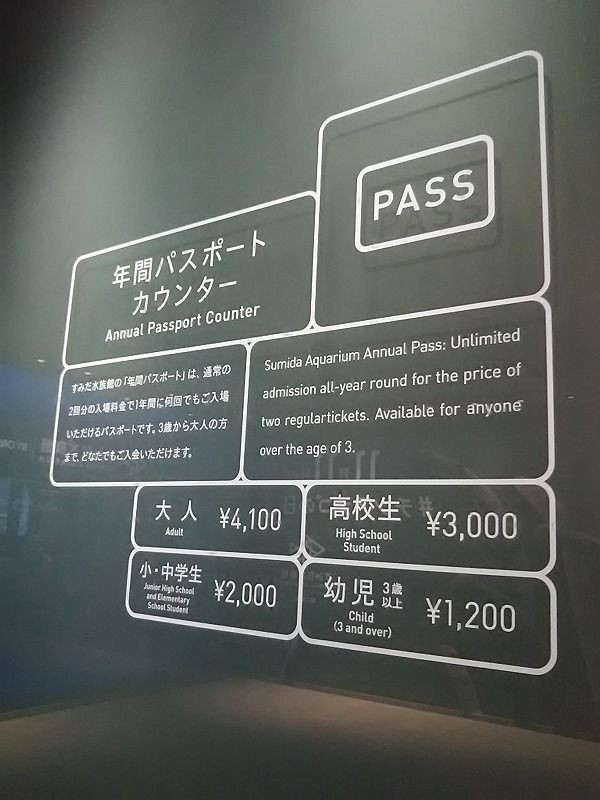 PASS
年間パスポート
カウンター
Annual Passport Counter
すみだ水族館の「年間パスポート」は、通常の
2回分の入場料金で1年間に何回でもご入場
いただけるパスポートです。3歳から大人の方
まで、どなたでもご入会いただけます。
Sumida Aquarium Annual Pass: Unlimited
admission all-year round for the price of
two regulartickets. Available for anyone
over the age of 3.
大人
Adult
¥4,100
高校生
High School
Student
¥3,000
小・中学生
Junior High School
and Elementary
School Student
¥2,000
幼児 3歳
以上
Child
(3 and over)
¥1,200